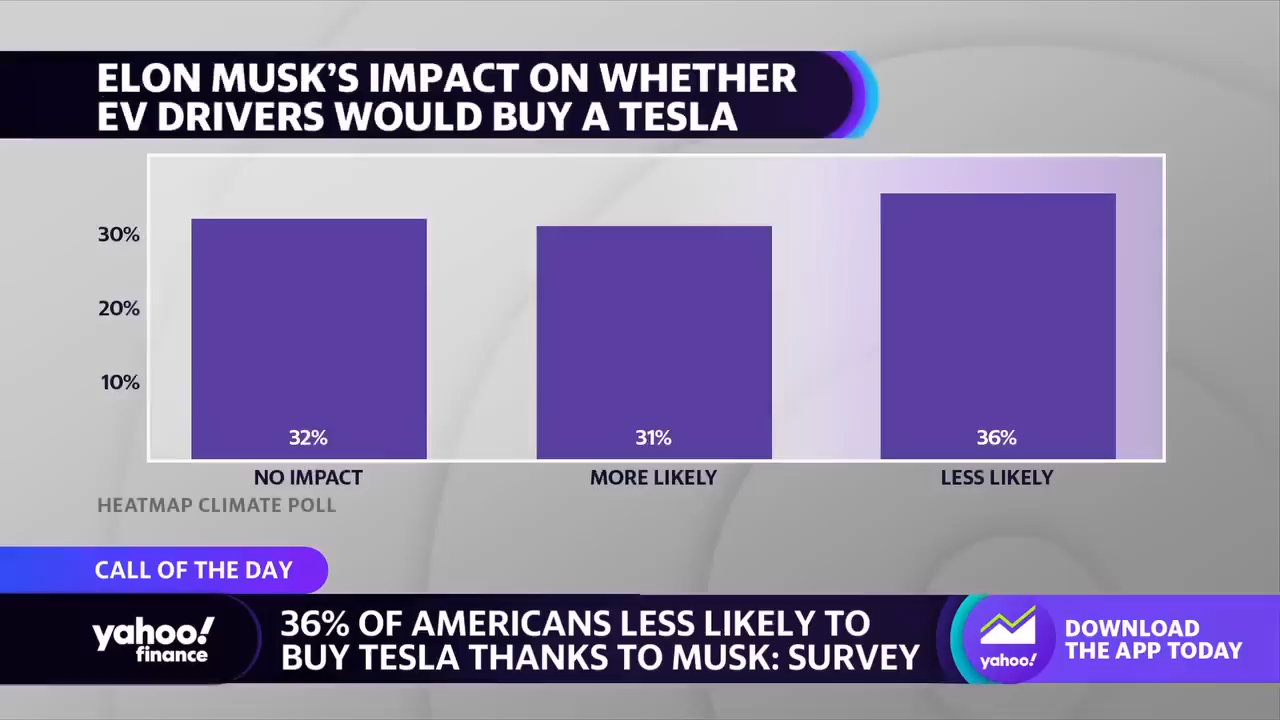 ELON MUSK'S IMPACT ON WHETHER
EV DRIVERS WOULD BUY A TESLA
30%
20%
10%
32%
31%
36%
NO IMPACT
MORE LIKELY
LESS LIKELY
HEATMAP CLIMATE POLL
CALL OF THE DAY
yahoo!
finance
36% OF AMERICANS LESS LIKELY TO
BUY TESLA THANKS TO MUSK: SURVEY
yahoo!
DOWNLOAD
THE APP TODAY